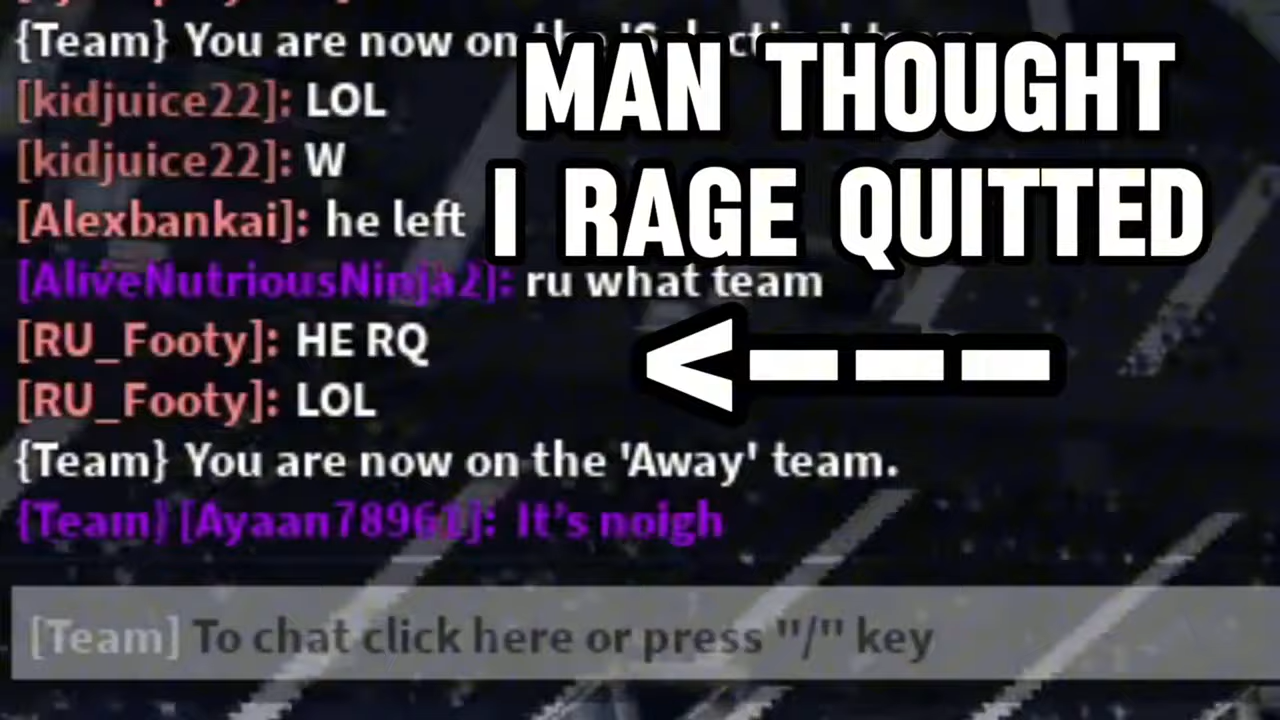 {Team} You are now on the 'Selecting' team.
MAN THOUGHT
I RAGE QUITTED
[kidjuice22]: LOL
[kidjuice22]: W
[Alexbankai]: he left
[AliveNutriousNinja2]: ru what team
[RU_Footy]: HE RQ
<---
[RU_Footy]: LOL
{Team} You are now on the 'Away' team.
{Team} [Ayaan78961]: It's noigh
[Team] To chat click here or press "/" key